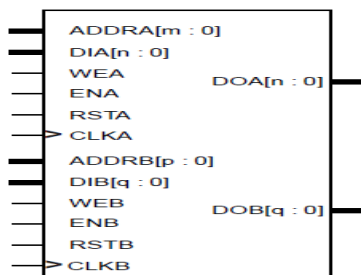 ADDRA[m : 0]
DIA[n : 0]
WEA
DOA[n : 0]
ENA
RSTA
CLKA
ADDRB[p : 0]
DIB[q : 0]
WEB
DOB[q : 0]
ENB
RSTB
CLKB